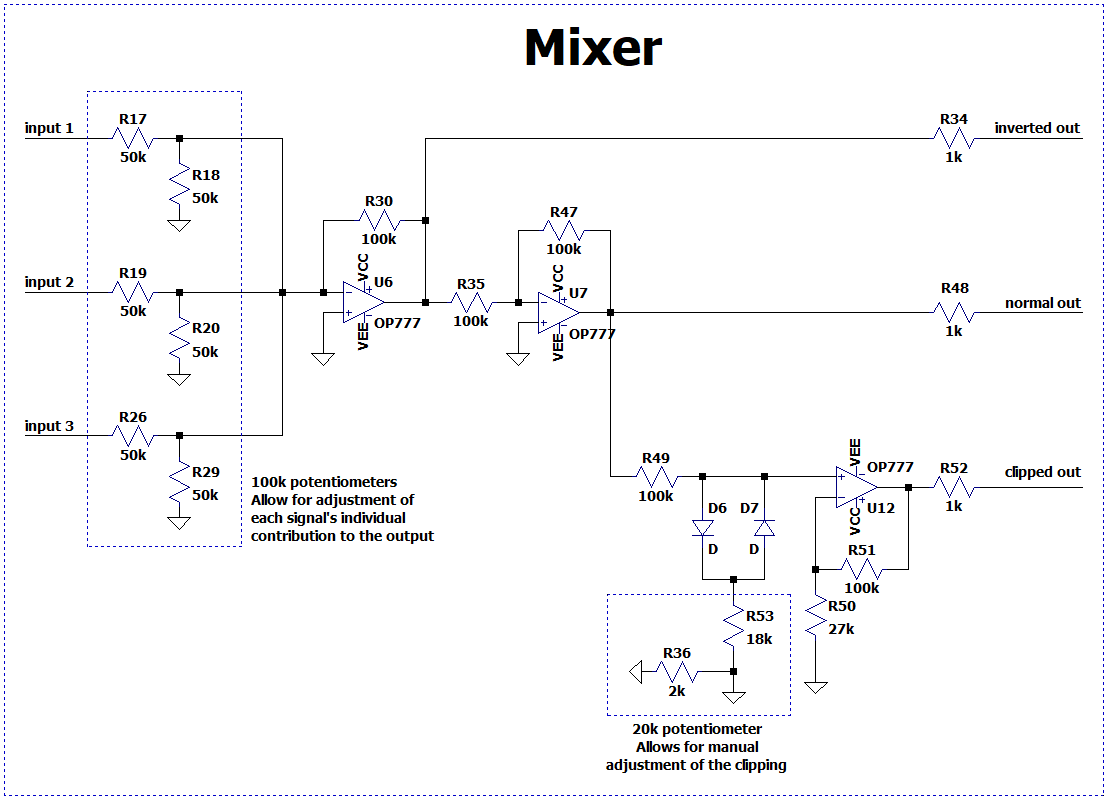 Mixer
input 1
R17
50k
R18
50k
R34
1k
inverted out
R30
100k
R47
100k
input 2
R19
50k
R20
50k
VCC
U6
+
−
+
−
VEE
OP777
R35
100k
VCC
U7
+
−
+
−
VEE
OP777
R48
1k
normal out
input 3
R26
50k
R29
50k
100k potentiometers
Allow for adjustment of
each signal's individual
contribution to the output
R49
100k
D6
D
D7
D
VEE
OP777
−
+
−
+
VCC
U12
R52
1k
clipped out
R51
100k
R50
27k
R53
18k
R36
2k
20k potentiometer
Allows for manual
adjustment of the clipping